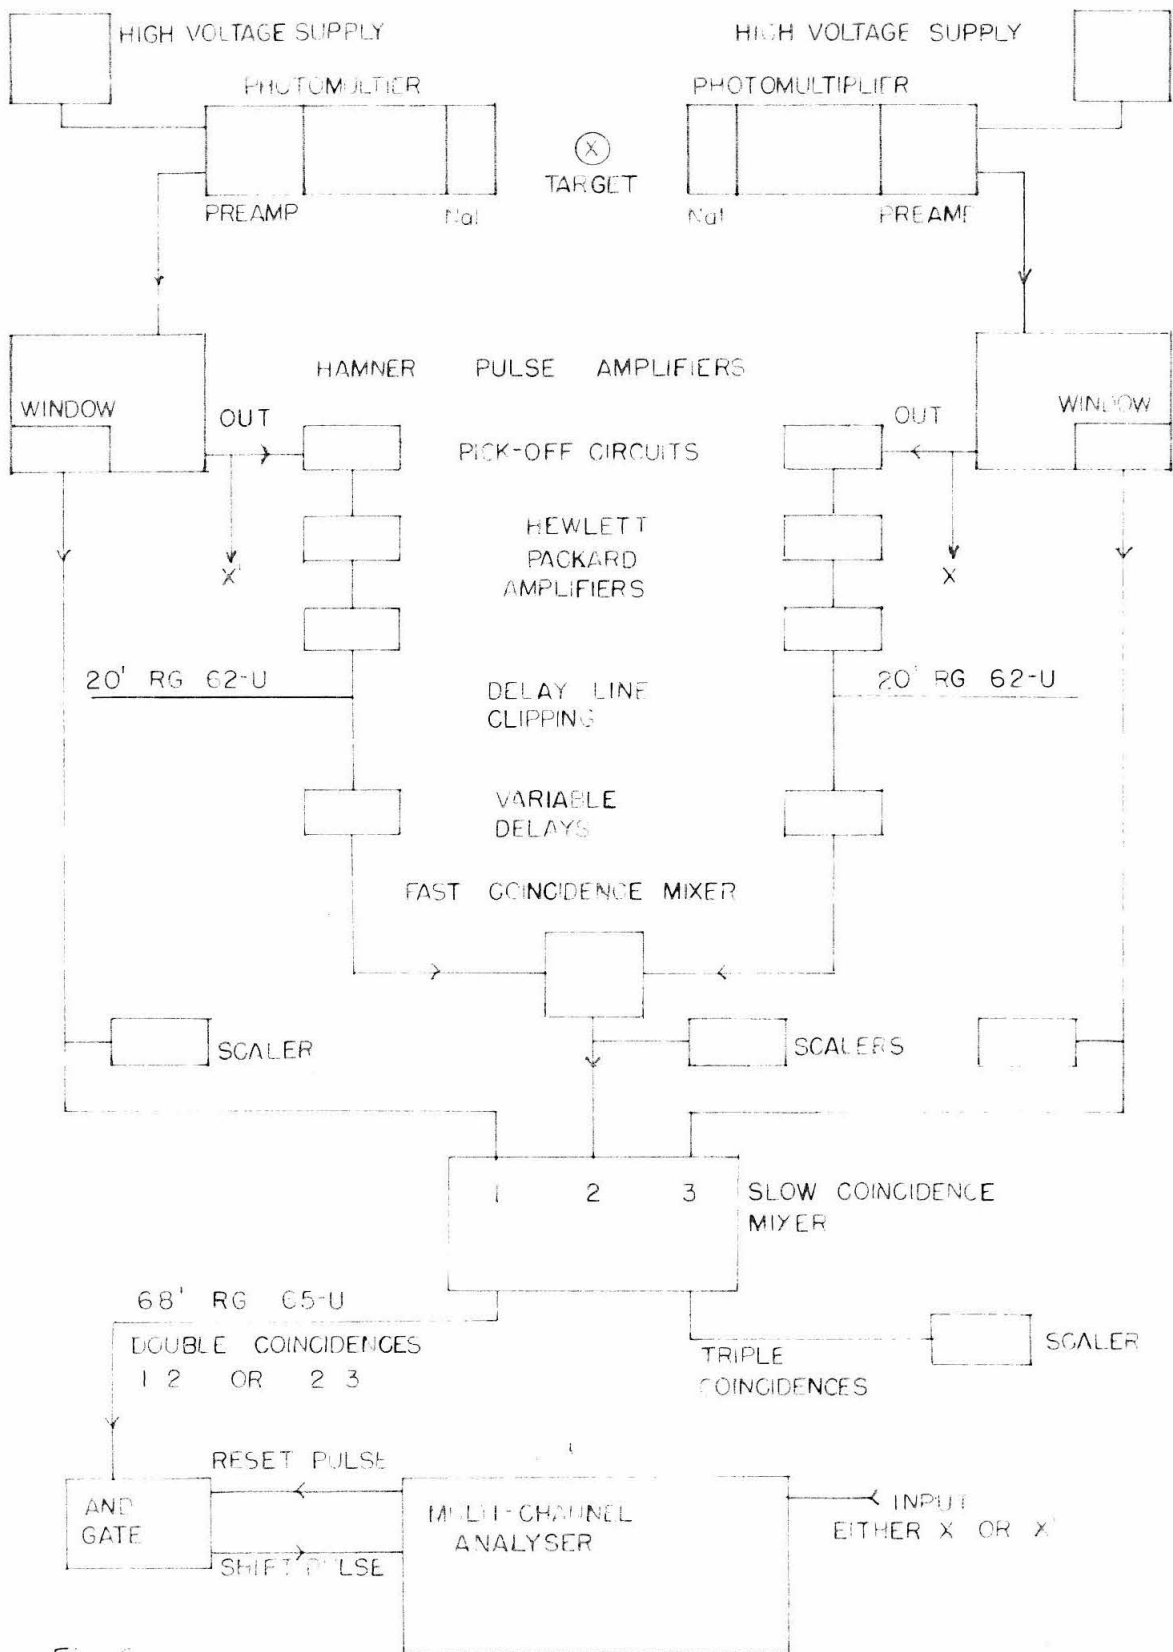 HIGH VOLTAGE SUPPLY
HIGH VOLTAGE SUPPLY
PHOTOMULTIER
PHOTOMULTIPLIER
X
TARGET
PREAMP
NaI
NaI
PREAMP
HAMNER PULSE AMPLIFIERS
WINDOW
WINDOW
OUT
OUT
PICK-OFF CIRCUITS
HEWLETT
PACKARD
AMPLIFIERS
X'
X
20' RG 62-U
20' RG 62-U
DELAY LINE
CLIPPING
VARIABLE
DELAYS
FAST COINCIDENCE MIXER
SCALER
SCALERS
1 2 3
SLOW COINCIDENCE
MIXER
68' RG 65-U
DOUBLE COINCIDENCES
1 2 OR 2 3
TRIPLE
COINCIDENCES
SCALER
RESET PULSE
AND
GATE
MULTI-CHANNEL
ANALYSER
INPUT
EITHER X OR X'
SHIFT PULSE